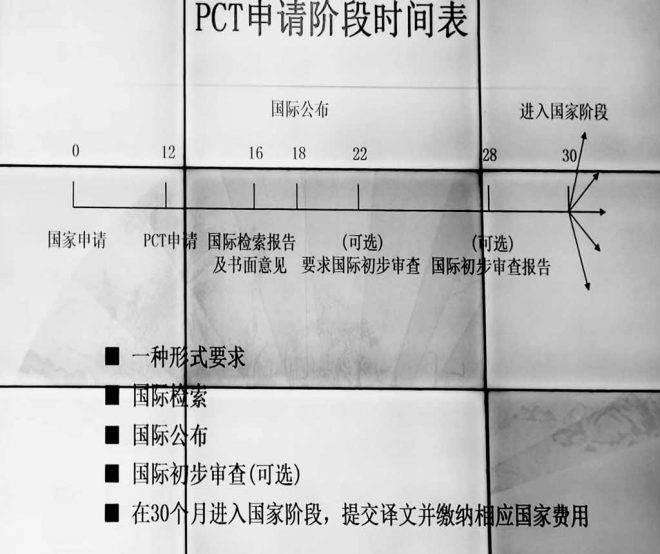 PCT申请阶段时间表
国际公布
进入国家阶段
0 12 16 18 22 28 30
国家申请 PCT申请 国际检索报告 (可选) (可选)
及书面意见 要求国际初步审查 国际初步审查报告
■ 一种形式要求
■ 国际检索
■ 国际公布
■ 国际初步审查(可选)
■ 在30个月进入国家阶段，提交译文并缴纳相应国家费用